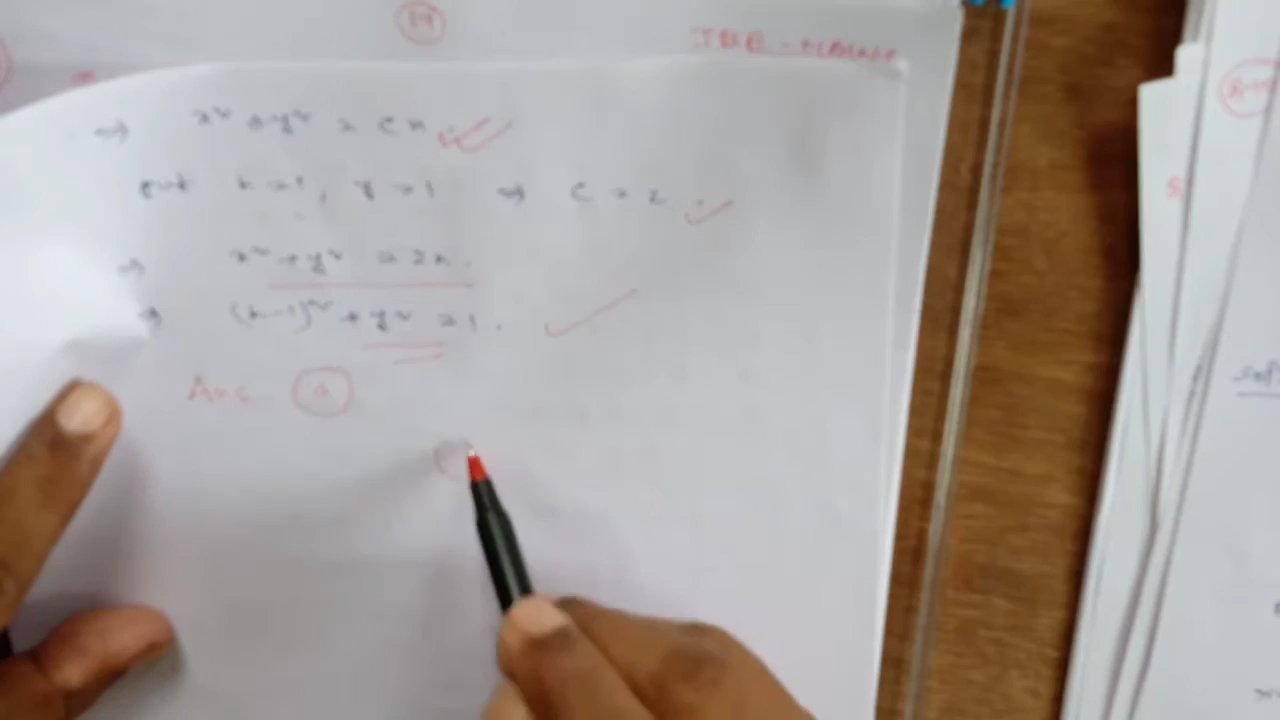 ⇒ x² + y² = cx.
put x = 1, y = 1 ⇒ c = 2.
⇒ x² + y² = 2x.
⇒ (x-1)² + y² = 1.
Ans (a)